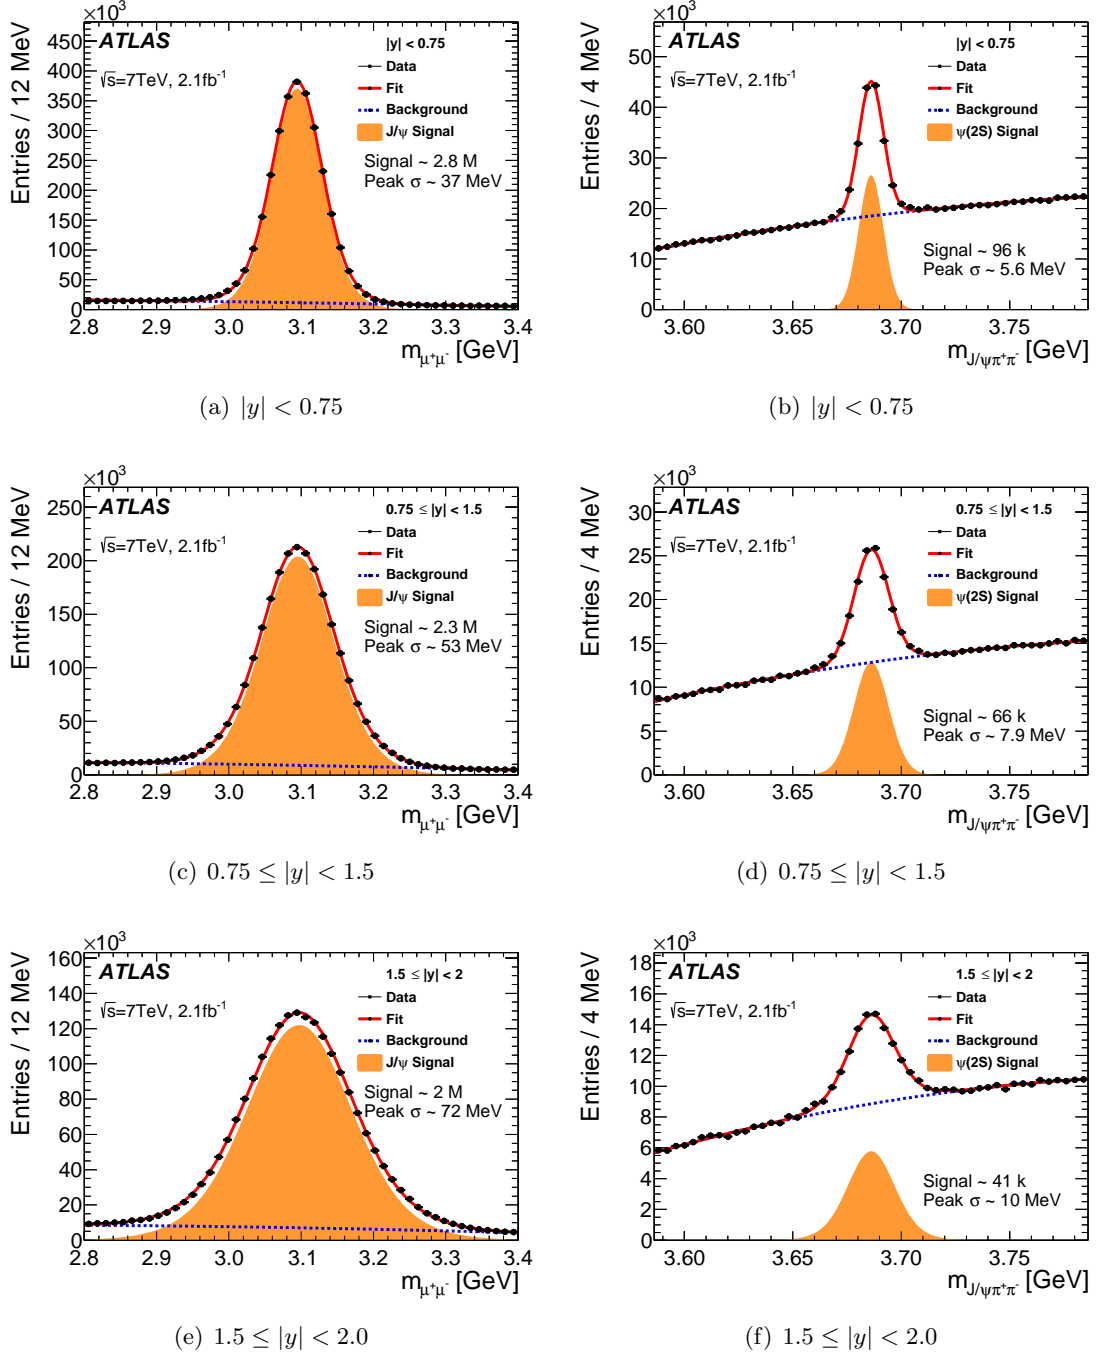 ×10³
Entries / 12 MeV
ATLAS
√s=7TeV, 2.1fb⁻¹
|y| < 0.75
Data
Fit
Background
J/ψ Signal
Signal ~ 2.8 M
Peak σ ~ 37 MeV
450
400
350
300
250
200
150
100
50
0
2.8 2.9 3.0 3.1 3.2 3.3 3.4
m_μ⁺μ⁻ [GeV]
(a) |y| < 0.75
×10³
Entries / 4 MeV
ATLAS
√s=7TeV, 2.1fb⁻¹
|y| < 0.75
Data
Fit
Background
ψ(2S) Signal
Signal ~ 96 k
Peak σ ~ 5.6 MeV
50
40
30
20
10
0
3.60 3.65 3.70 3.75
m_J/ψπ⁺π⁻ [GeV]
(b) |y| < 0.75
×10³
Entries / 12 MeV
ATLAS
√s=7TeV, 2.1fb⁻¹
0.75 ≤ |y| < 1.5
Data
Fit
Background
J/ψ Signal
Signal ~ 2.3 M
Peak σ ~ 53 MeV
250
200
150
100
50
0
2.8 2.9 3.0 3.1 3.2 3.3 3.4
m_μ⁺μ⁻ [GeV]
(c) 0.75 ≤ |y| < 1.5
×10³
Entries / 4 MeV
ATLAS
√s=7TeV, 2.1fb⁻¹
0.75 ≤ |y| < 1.5
Data
Fit
Background
ψ(2S) Signal
Signal ~ 66 k
Peak σ ~ 7.9 MeV
30
25
20
15
10
5
0
3.60 3.65 3.70 3.75
m_J/ψπ⁺π⁻ [GeV]
(d) 0.75 ≤ |y| < 1.5
×10³
Entries / 12 MeV
ATLAS
√s=7TeV, 2.1fb⁻¹
1.5 ≤ |y| < 2
Data
Fit
Background
J/ψ Signal
Signal ~ 2 M
Peak σ ~ 72 MeV
160
140
120
100
80
60
40
20
0
2.8 2.9 3.0 3.1 3.2 3.3 3.4
m_μ⁺μ⁻ [GeV]
(e) 1.5 ≤ |y| < 2.0
×10³
Entries / 4 MeV
ATLAS
√s=7TeV, 2.1fb⁻¹
1.5 ≤ |y| < 2
Data
Fit
Background
ψ(2S) Signal
Signal ~ 41 k
Peak σ ~ 10 MeV
18
16
14
12
10
8
6
4
2
0
3.60 3.65 3.70 3.75
m_J/ψπ⁺π⁻ [GeV]
(f) 1.5 ≤ |y| < 2.0